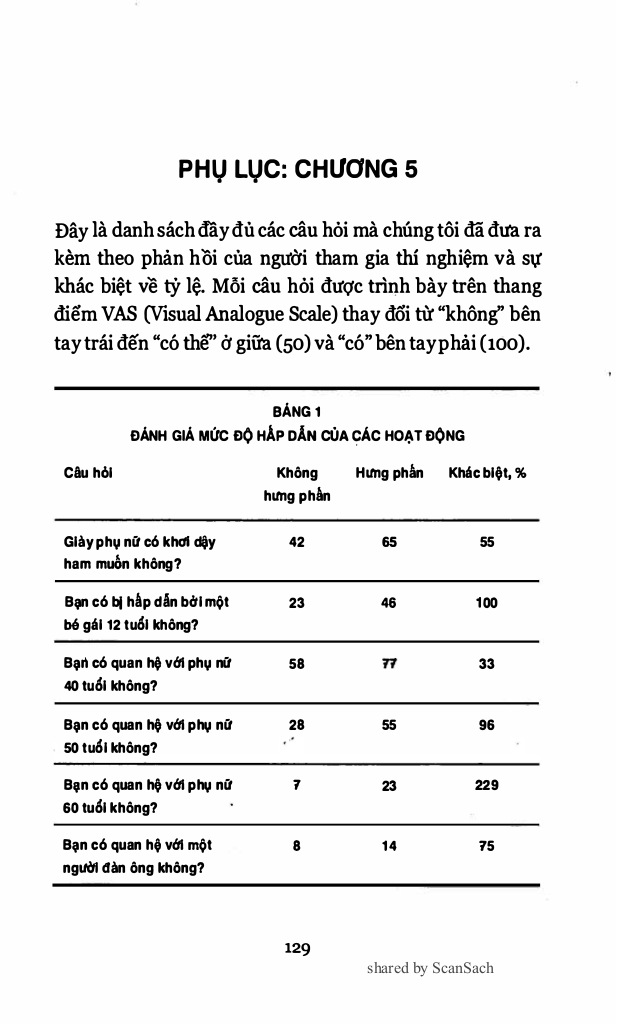 PHỤ LỤC: CHƯƠNG 5
Đây là danh sách đầy đủ các câu hỏi mà chúng tôi đã đưa ra
kèm theo phản hồi của người tham gia thí nghiệm và sự
khác biệt về tỷ lệ. Mỗi câu hỏi được trình bày trên thang
điểm VAS (Visual Analogue Scale) thay đổi từ “không” bên
tay trái đến “có thể” ở giữa (50) và “có” bên tay phải (100).
BẢNG 1
ĐÁNH GIÁ MỨC ĐỘ HẤP DẪN CỦA CÁC HOẠT ĐỘNG
Câu hỏi Không Hưng phấn Khác biệt, %
hưng phấn
Giày phụ nữ có khơi dậy 42 65 55
ham muốn không?
Bạn có bị hấp dẫn bởi một 23 46 100
bé gái 12 tuổi không?
Bạn có quan hệ với phụ nữ 58 77 33
40 tuổi không?
Bạn có quan hệ với phụ nữ 28 55 96
50 tuổi không?
Bạn có quan hệ với phụ nữ 7 23 229
60 tuổi không?
Bạn có quan hệ với một 8 14 75
người đàn ông không?
129
shared by ScanSach